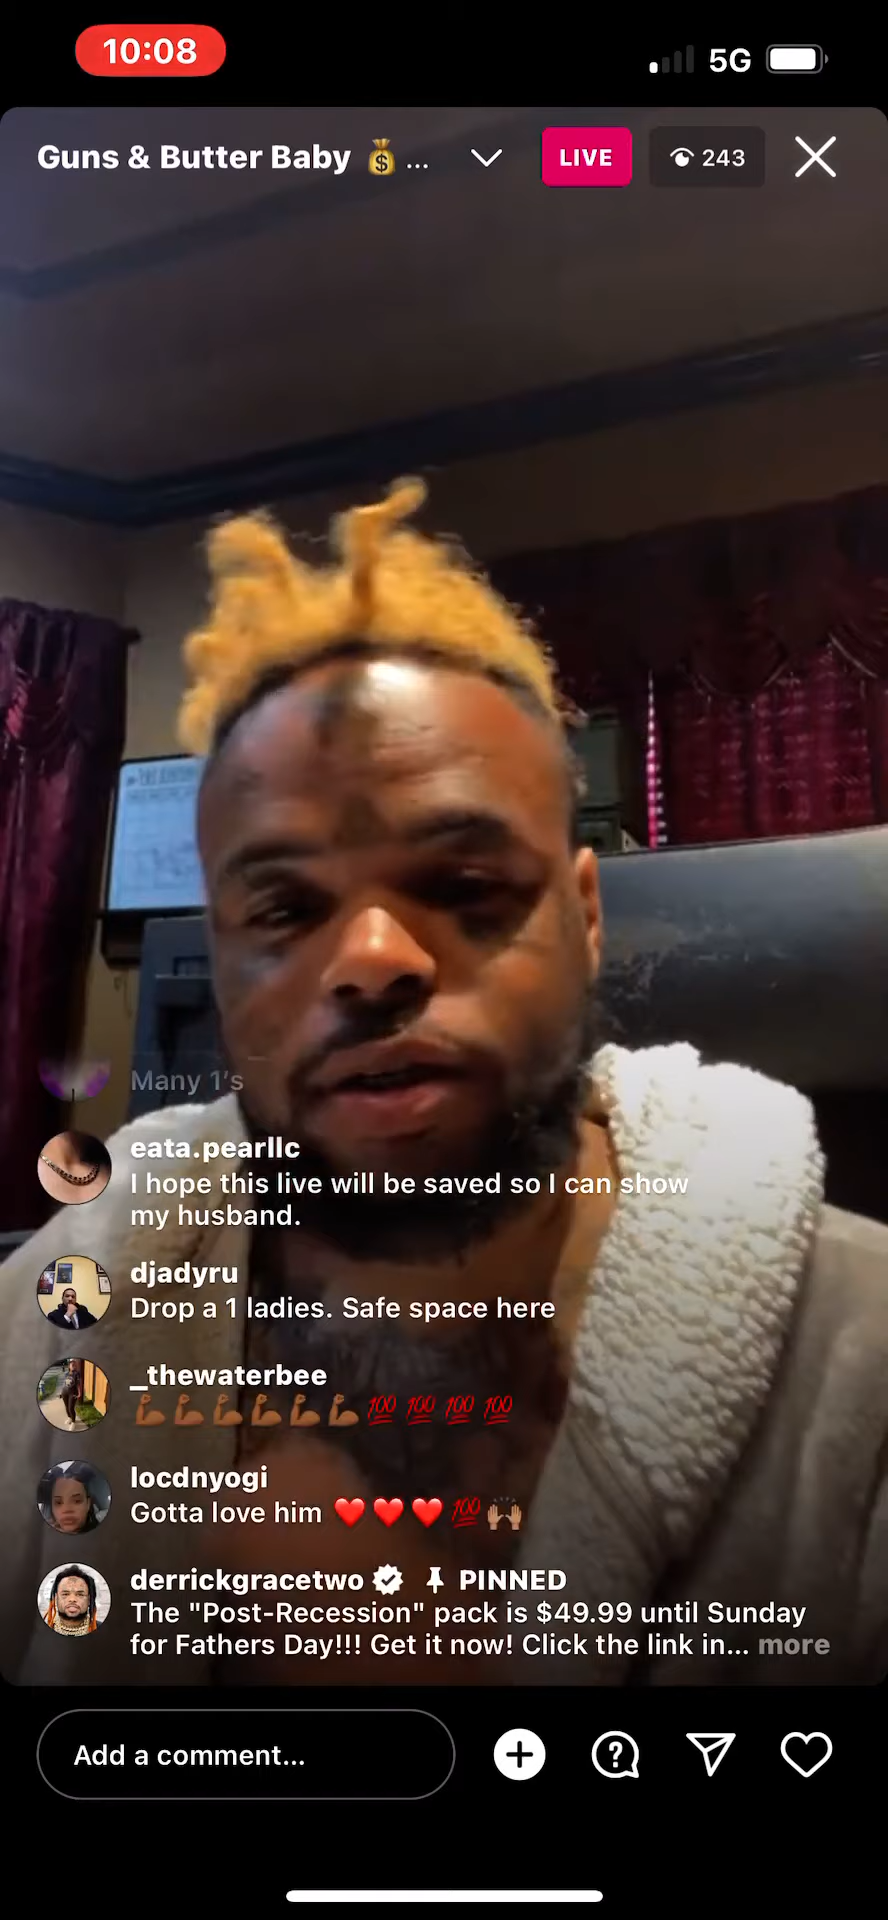 10:08
5G
Guns & Butter Baby 💰 ...
LIVE
243
Many 1's
eata.pearllc
I hope this live will be saved so I can show
my husband.
djadyru
Drop a 1 ladies. Safe space here
_thewaterbee
💪🏾💪🏾💪🏾💪🏾💪🏾💪🏾💯💯💯💯
locdnyogi
Gotta love him ❤️❤️❤️💯🙌🏽
derrickgracetwo PINNED
The "Post-Recession" pack is $49.99 until Sunday
for Fathers Day!!! Get it now! Click the link in... more
Add a comment...